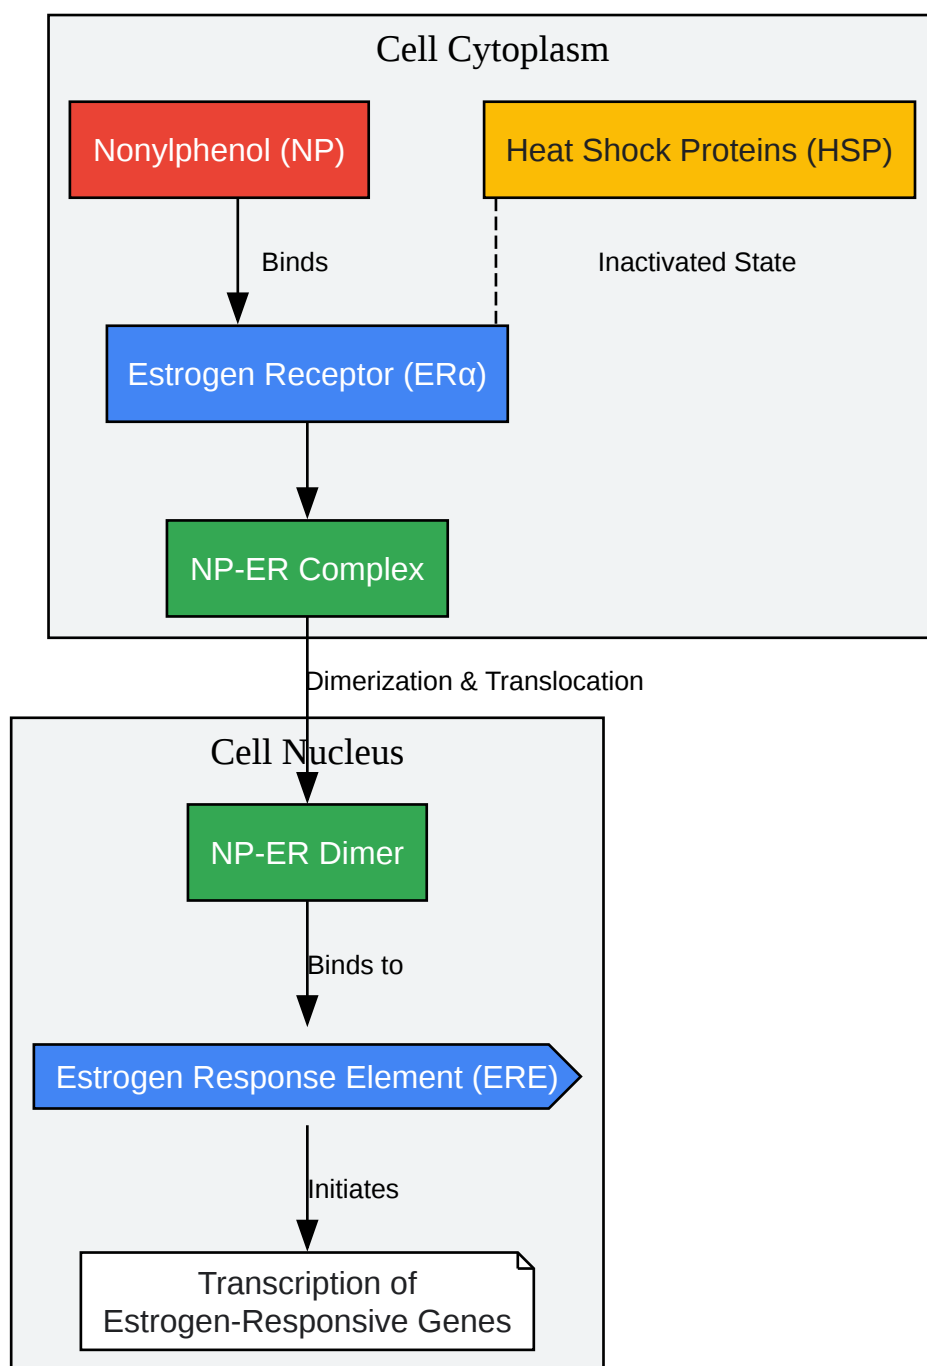 Cell Cytoplasm
Nonylphenol (NP)
Heat Shock Proteins (HSP)
Binds
Inactivated State
Estrogen Receptor (ERα)
NP-ER Complex
Dimerization & Translocation
Cell Nucleus
NP-ER Dimer
Binds to
Estrogen Response Element (ERE)
Initiates
Transcription of
Estrogen-Responsive Genes